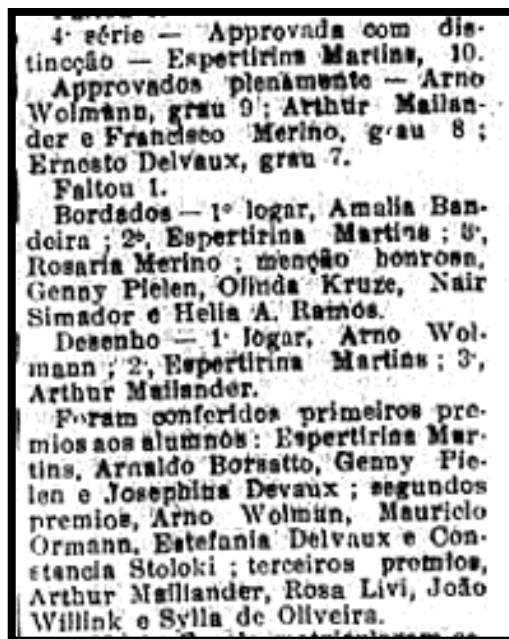 4ª série — Approvada com dis-
tincção — Espertirina Martins, 10.
Approvados plenamente — Arno
Wolmann, grau 9 ; Arthur Mallan-
der e Francisco Merino, grau 8 ;
Ernesto Delvaux, grau 7.
Faltou 1.
Bordados — 1º logar, Amalia Ban-
deira ; 2º, Espertirina Martins ; 3º,
Rosaria Merino ; menção honrosa,
Genny Pielen, Olinda Kruze, Nair
Simador e Helia A. Ramos.
Desenho — 1º logar, Arno Wol-
mann ; 2º, Espertirina Martins ; 3º,
Arthur Mallander.
Foram conferidos primeiros pre-
mios aos alumnos : Espertirina Mar-
tins, Arnaldo Borsatto, Genny Pie-
len e Josephina Devaux ; segundos
premios, Arno Wolman, Mauricio
Ormann, Estefania Delvaux e Con-
stancia Stoloki ; terceiros premios,
Arthur Maillander, Rosa Livi, João
Willink e Sylla de Oliveira.